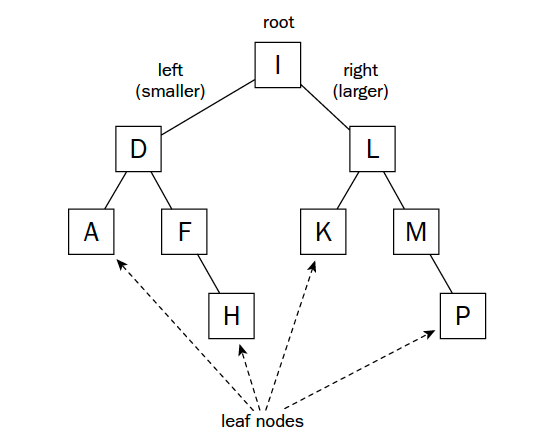 root
I
left
(smaller)
right
(larger)
D
L
A
F
K
M
H
P
leaf nodes